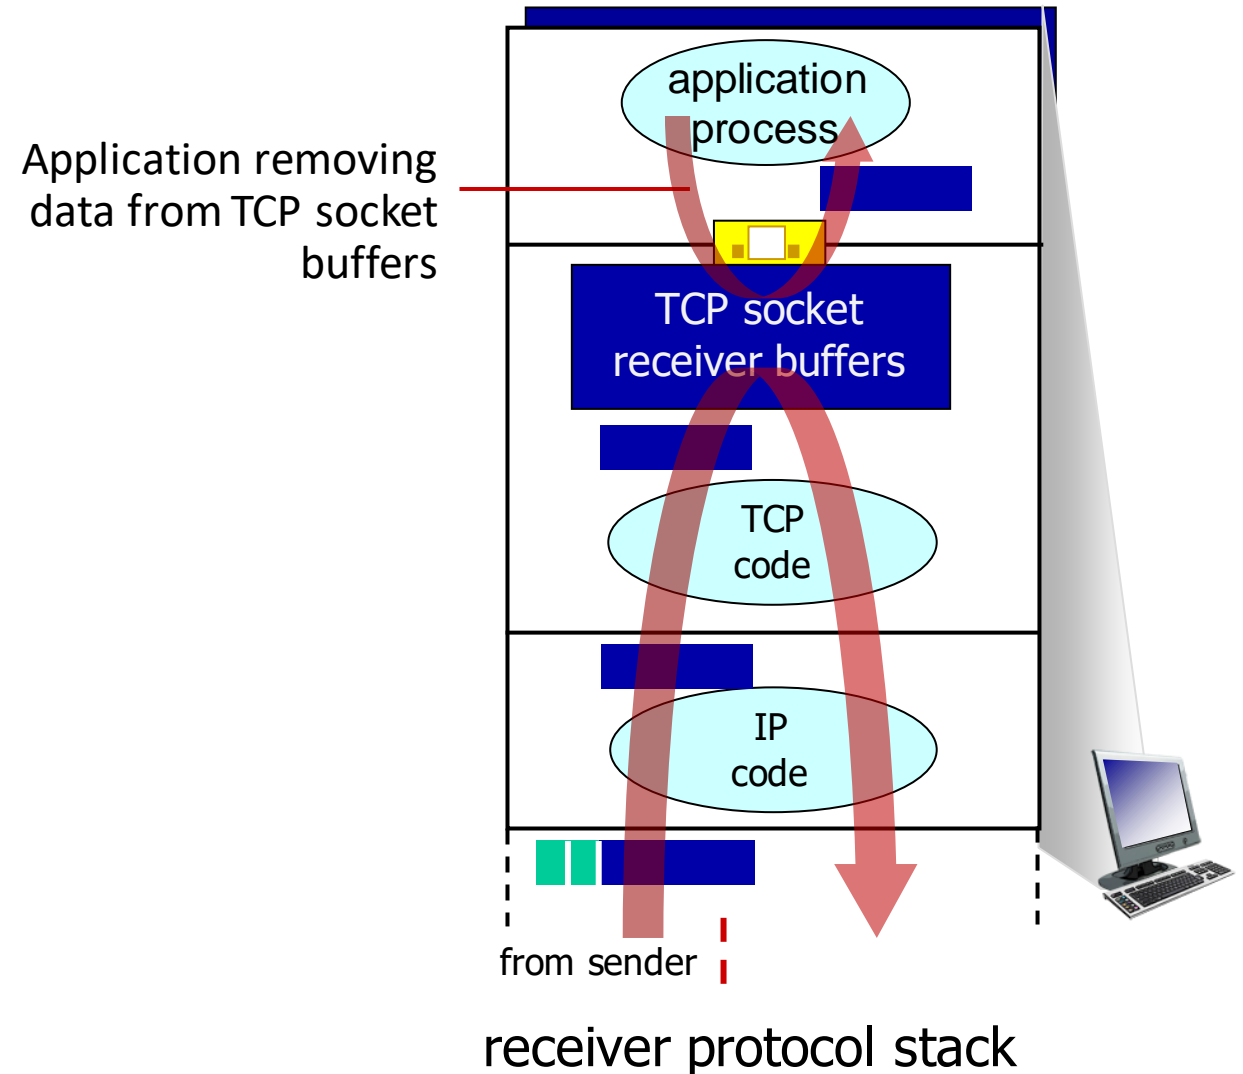 application
process
Application removing
data from TCP socket
buffers
TCP socket
receiver buffers
TCP
code
IP
code
from sender
receiver protocol stack